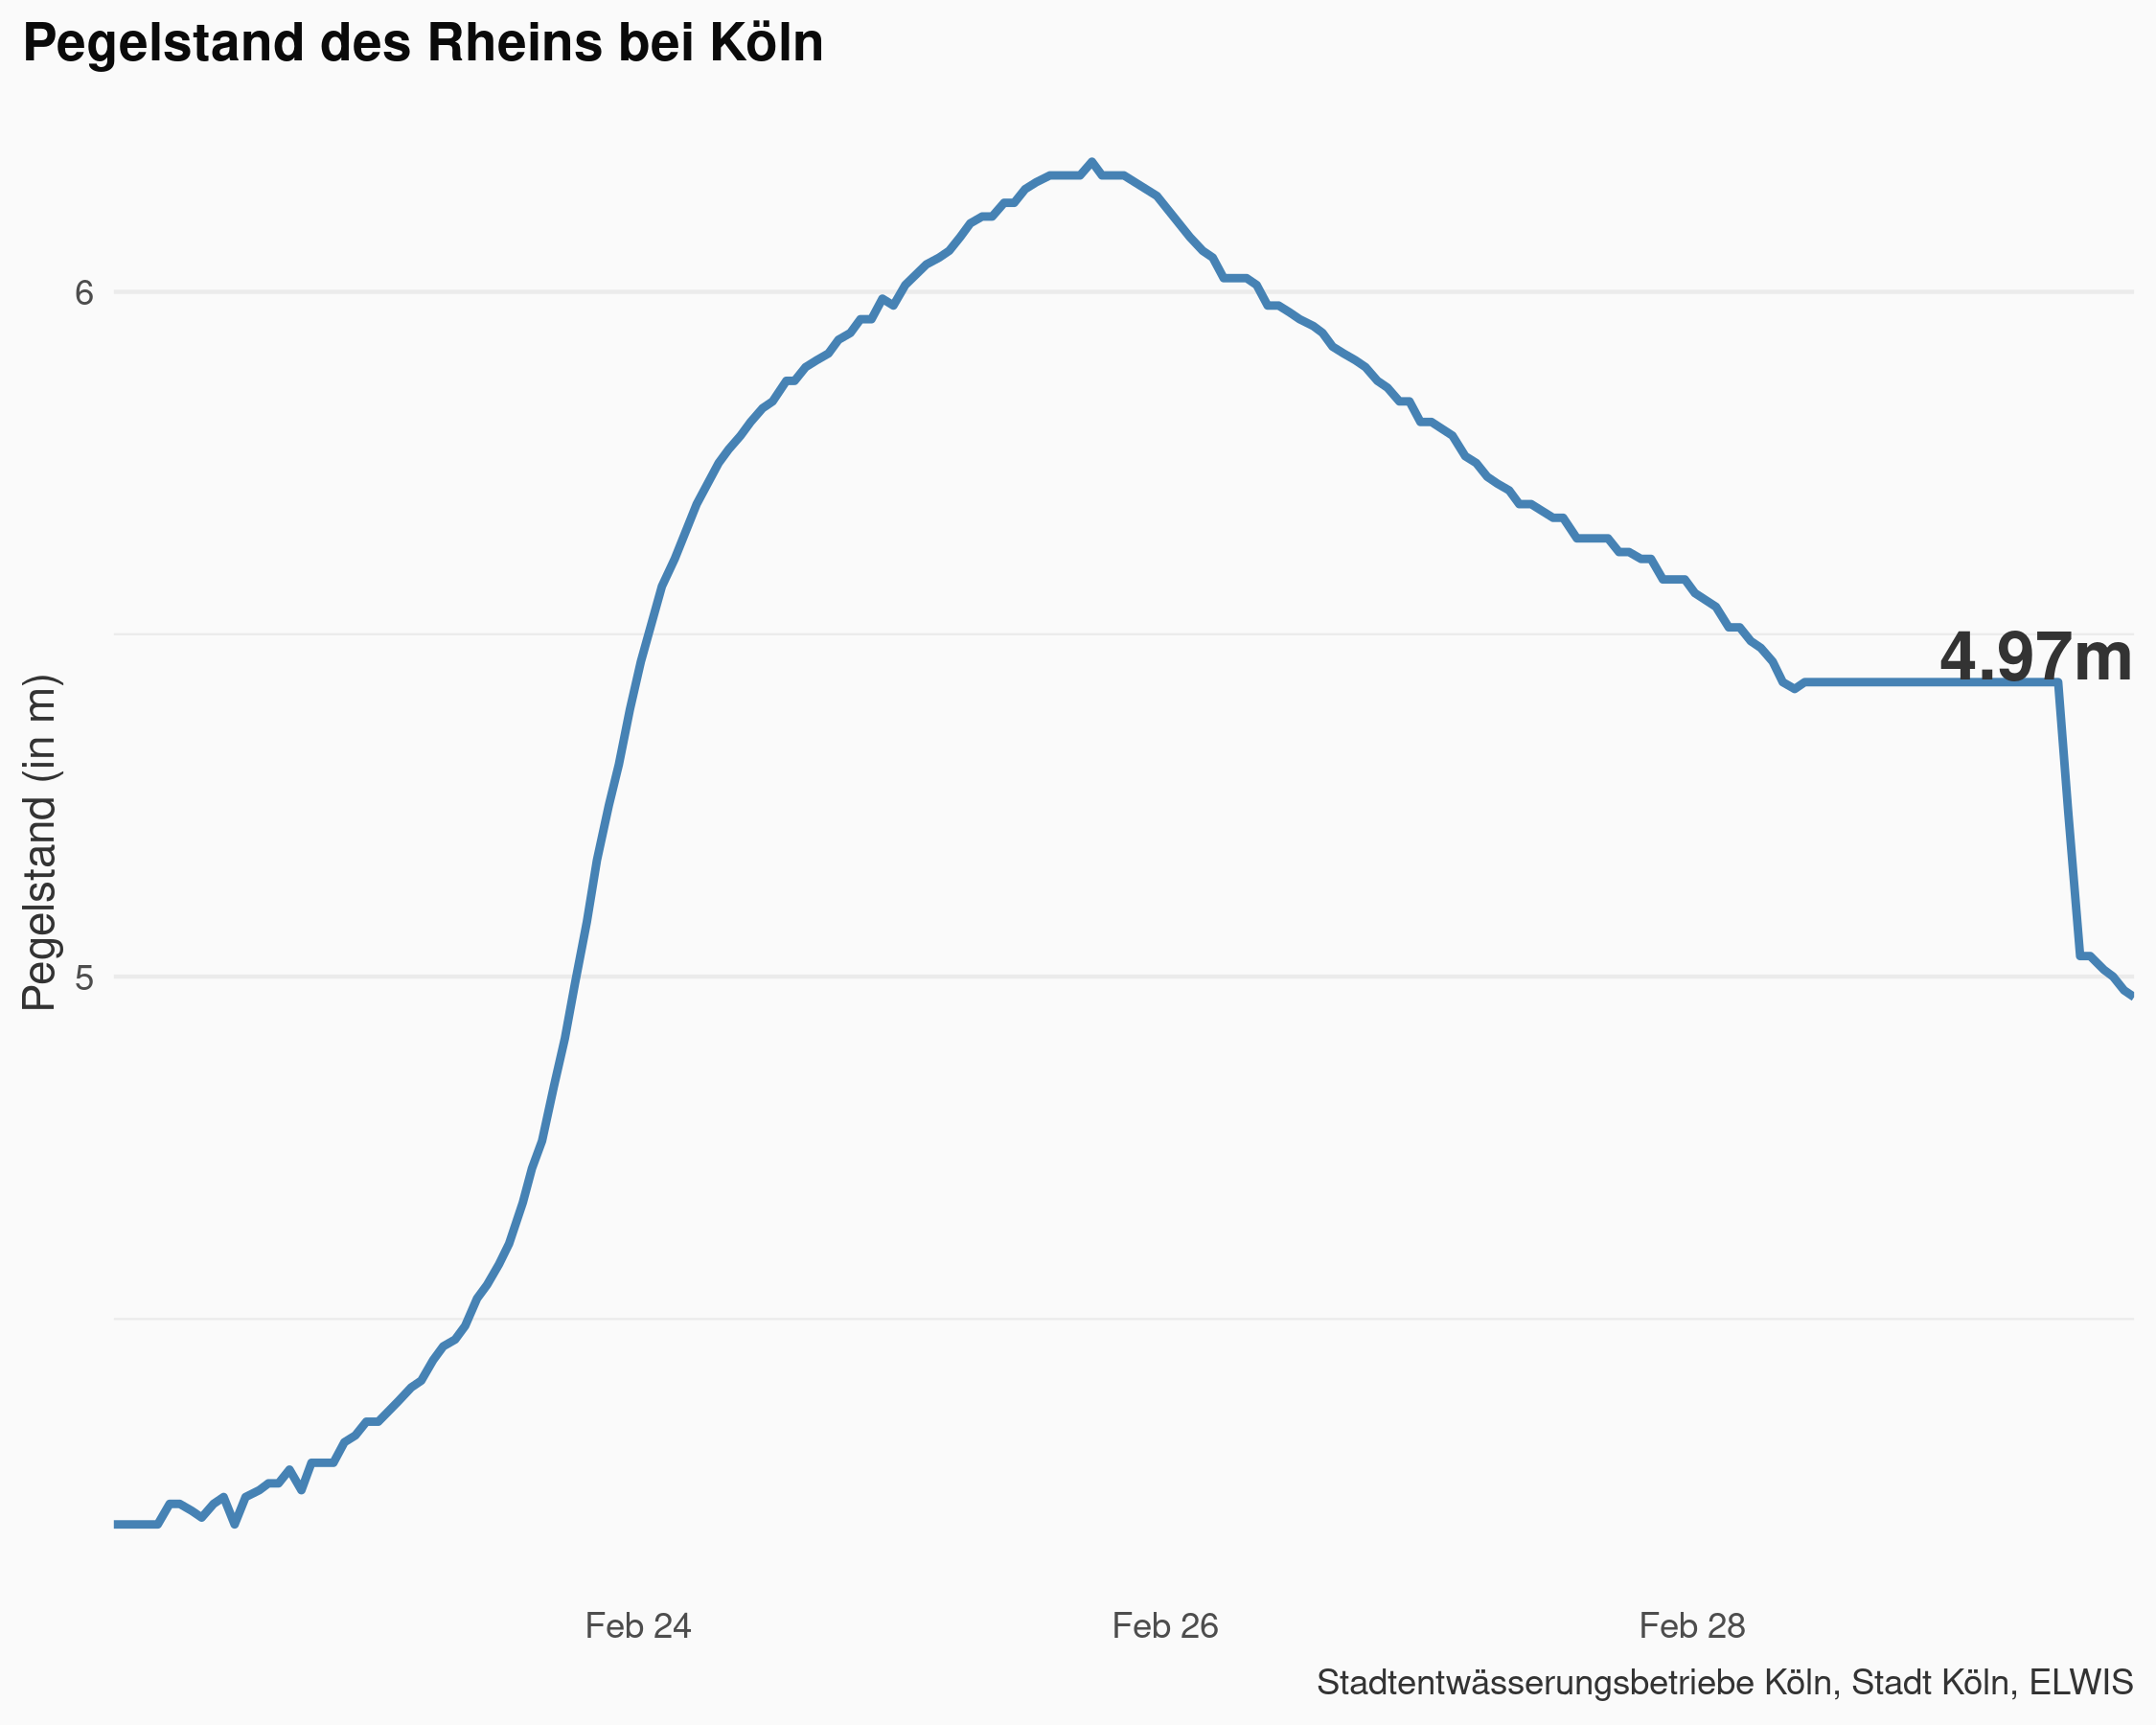 Pegelstand des Rheins bei Köln
6
4.97m
Pegelstand (in m)
5
Feb 24
Feb 26
Feb 28
Stadtentwässerungsbetriebe Köln, Stadt Köln, ELWIS